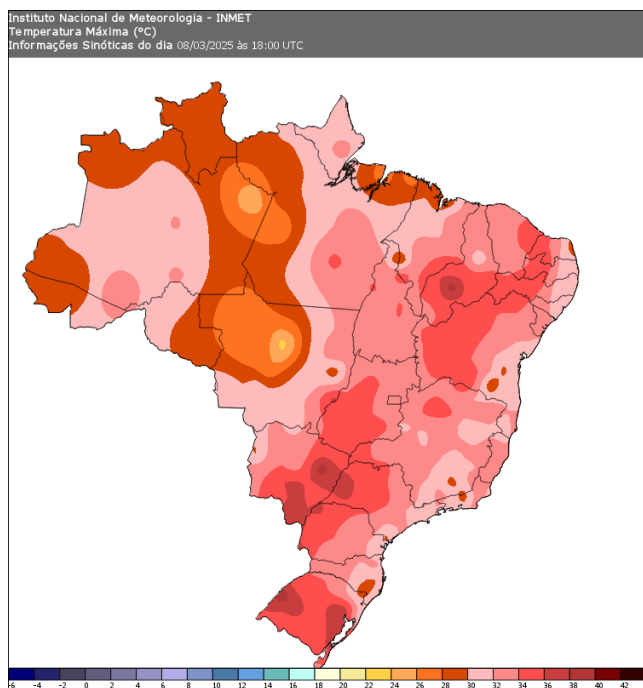 Instituto Nacional de Meteorologia - INMET
Temperatura Máxima (°C)
Informações Sinóticas do dia 08/03/2025 às 18:00 UTC
-6 -4 -2 0 2 4 6 8 10 12 14 16 18 20 22 24 26 28 30 32 34 36 38 40 42